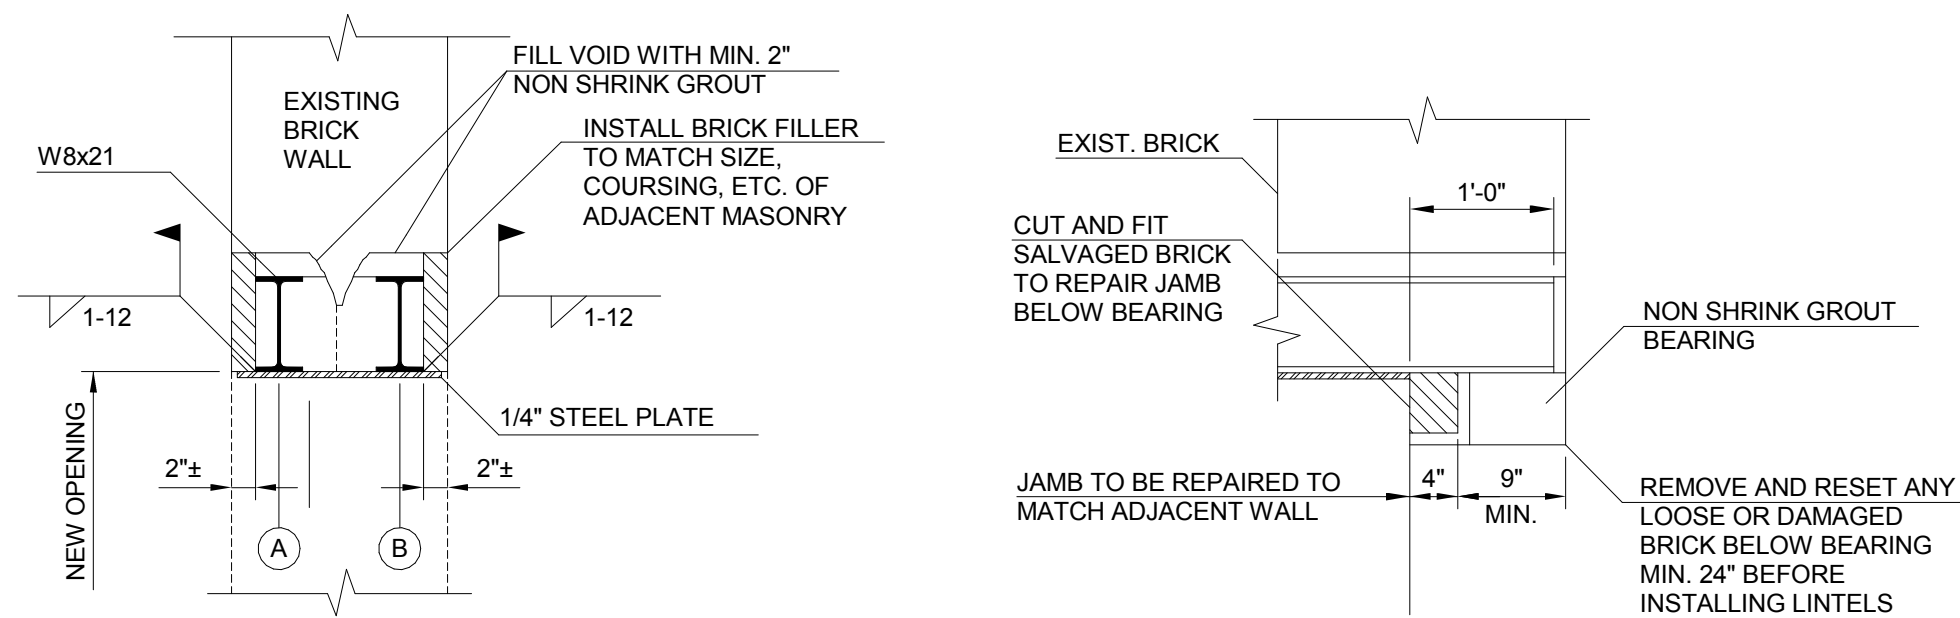 FILL VOID WITH MIN. 2"
NON SHRINK GROUT
EXISTING
BRICK
WALL
INSTALL BRICK FILLER
TO MATCH SIZE,
COURSING, ETC. OF
ADJACENT MASONRY
W8x21
1-12
1-12
NEW OPENING
1/4" STEEL PLATE
2"±
2"±
A
B
EXIST. BRICK
1'-0"
CUT AND FIT
SALVAGED BRICK
TO REPAIR JAMB
BELOW BEARING
NON SHRINK GROUT
BEARING
JAMB TO BE REPAIRED TO
MATCH ADJACENT WALL
4"
9"
MIN.
REMOVE AND RESET ANY
LOOSE OR DAMAGED
BRICK BELOW BEARING
MIN. 24" BEFORE
INSTALLING LINTELS